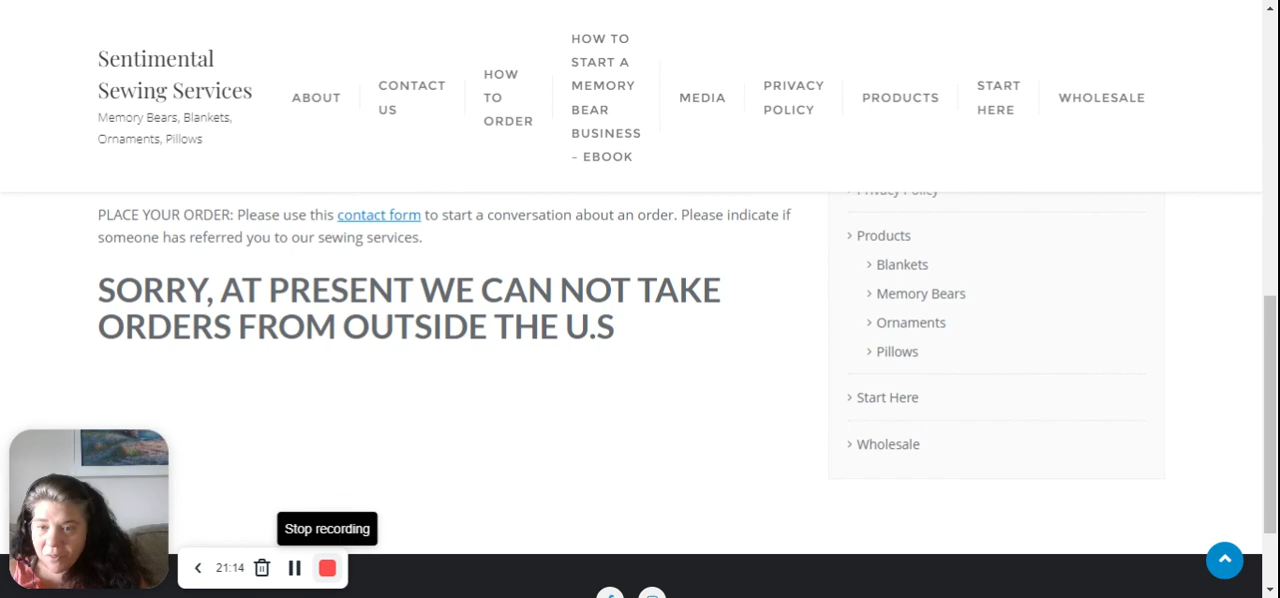 Sentimental
Sewing Services
Memory Bears, Blankets,
Ornaments, Pillows
ABOUT
CONTACT
US
HOW
TO
ORDER
HOW TO
START A
MEMORY
BEAR
BUSINESS
– EBOOK
MEDIA
PRIVACY
POLICY
PRODUCTS
START
HERE
WHOLESALE
PLACE YOUR ORDER: Please use this contact form to start a conversation about an order. Please indicate if
someone has referred you to our sewing services.
SORRY, AT PRESENT WE CAN NOT TAKE
ORDERS FROM OUTSIDE THE U.S
Privacy Policy
> Products
> Blankets
> Memory Bears
> Ornaments
> Pillows
> Start Here
> Wholesale
Stop recording
21:14